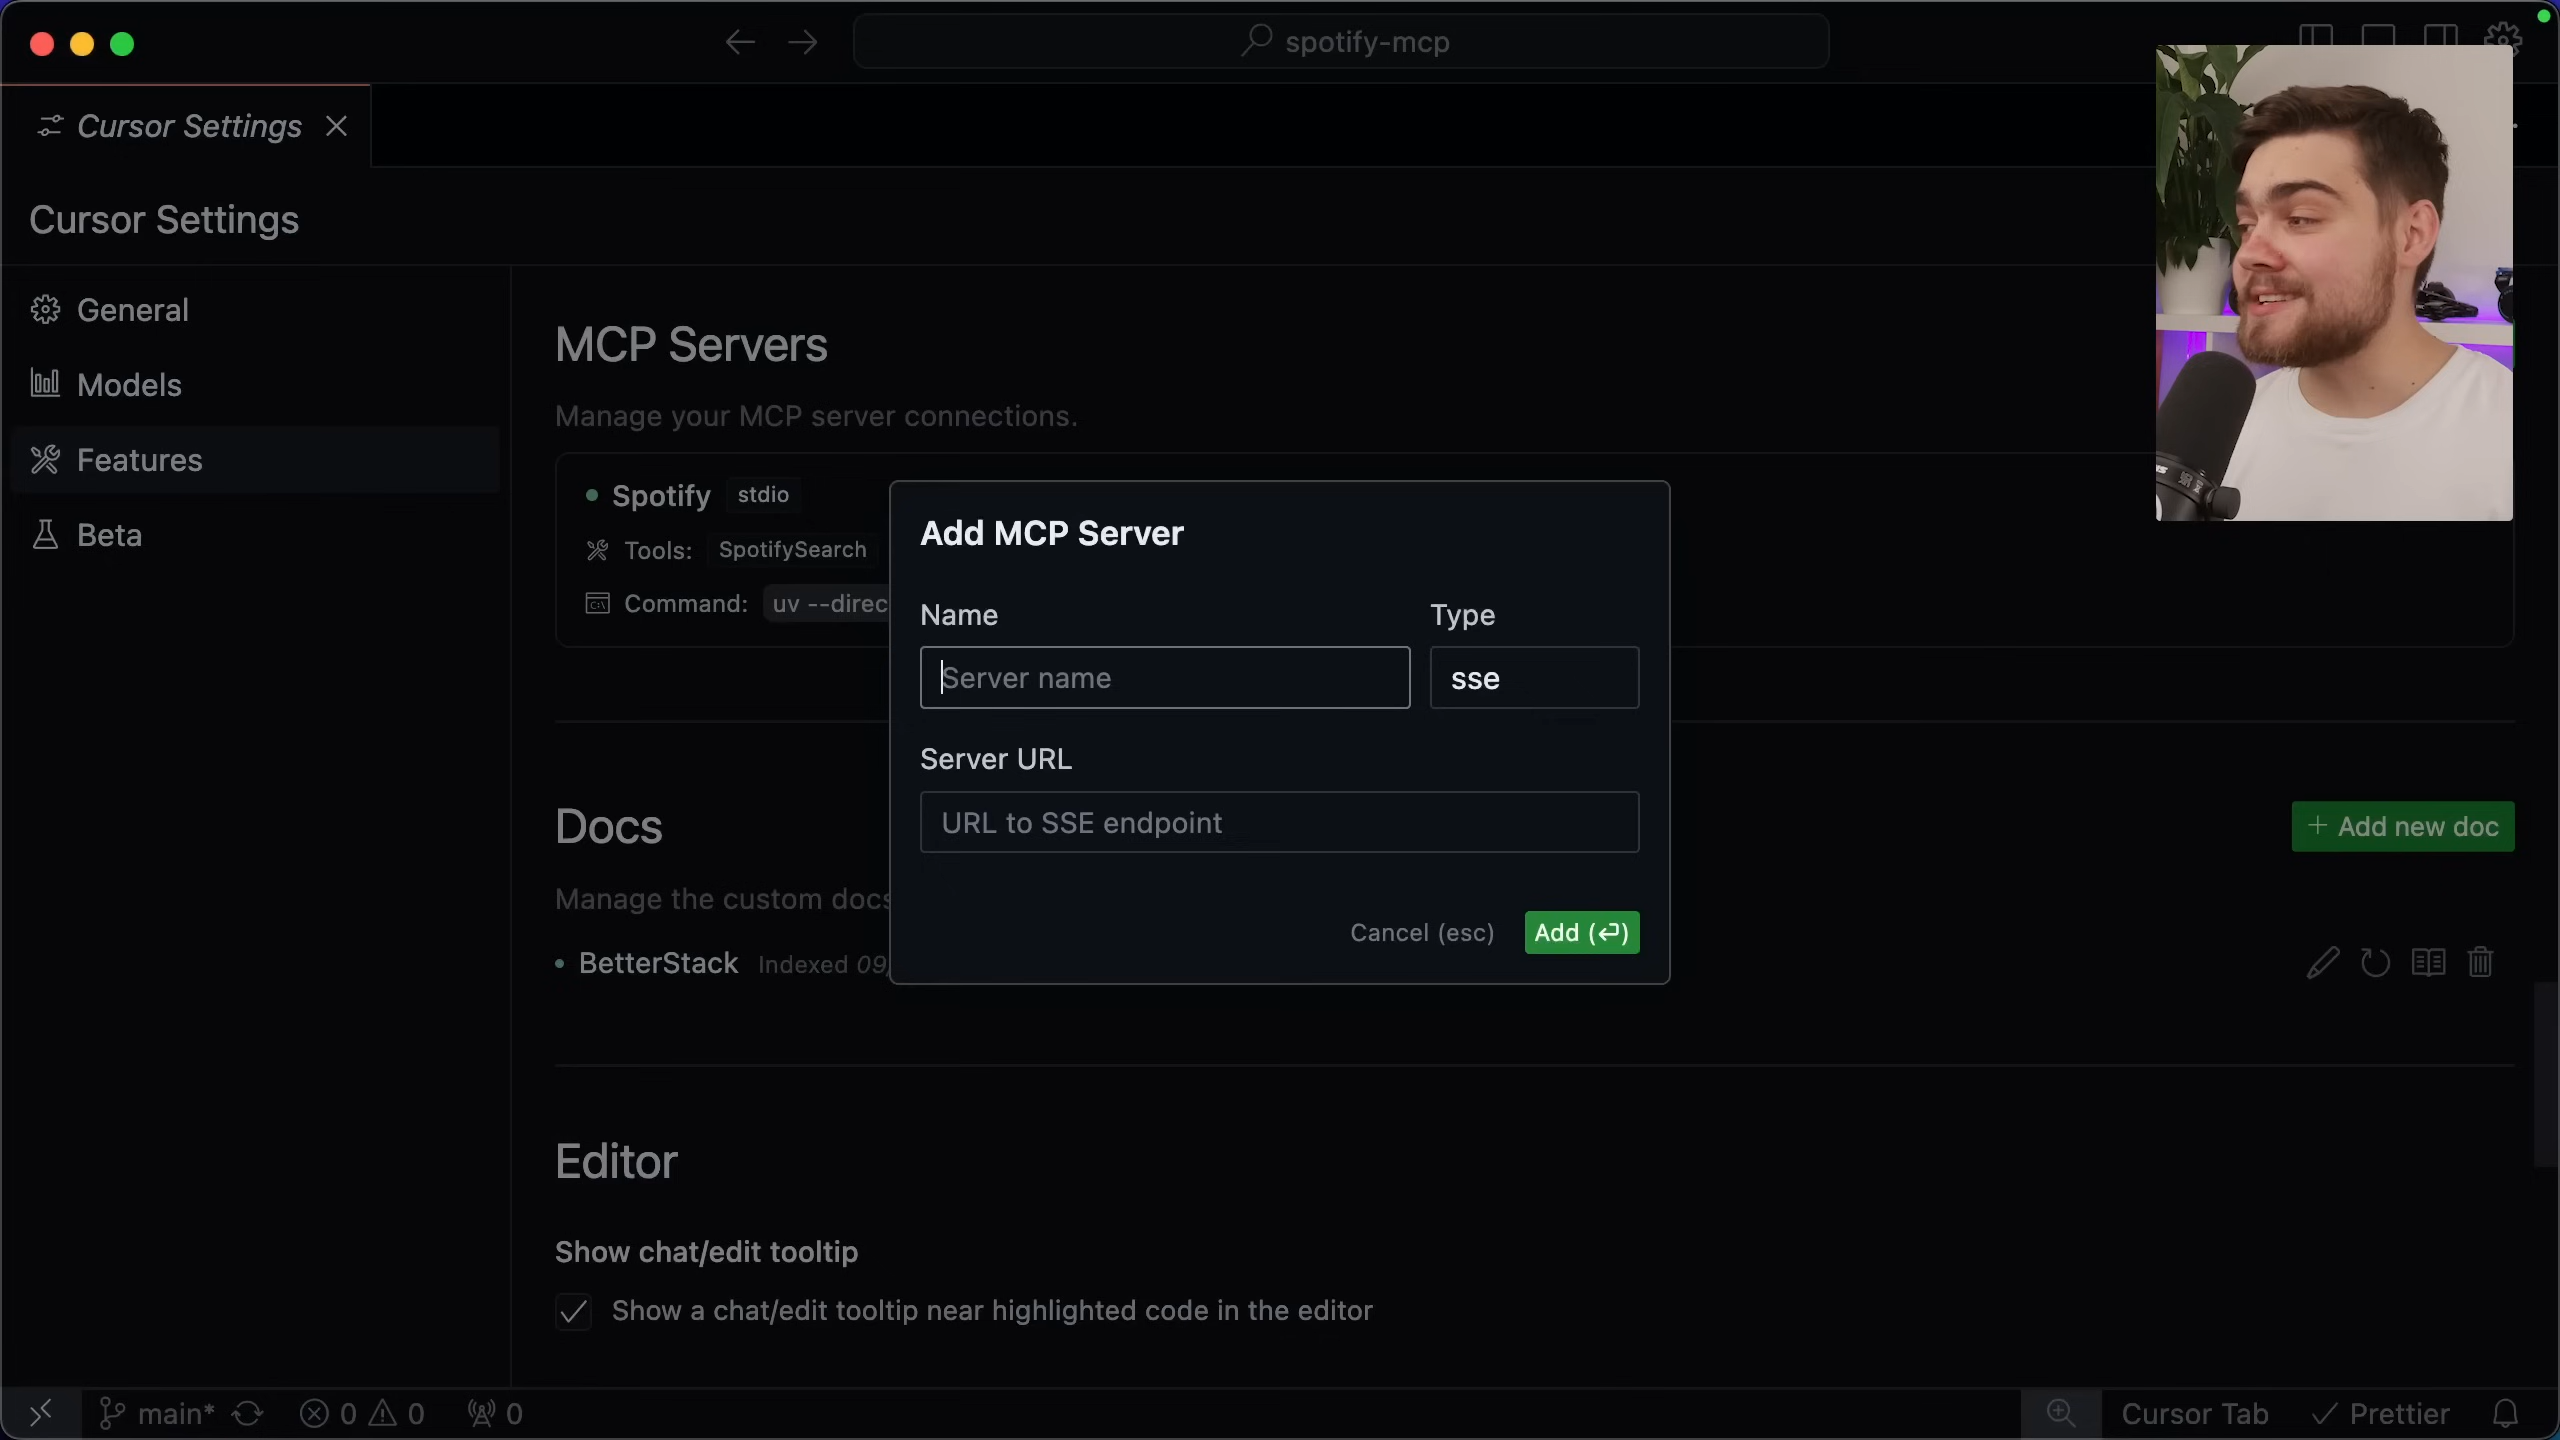 spotify-mcp
Cursor Settings
Cursor Settings
General
Models
Features
Beta
MCP Servers
Manage your MCP server connections.
Spotify stdio
Tools: SpotifySearch
Command: uv --direc
Add MCP Server
Name Type
Server name sse
Server URL
URL to SSE endpoint
Cancel (esc) Add (⏎)
Docs
+ Add new doc
Manage the custom docs
BetterStack Indexed 09/
Editor
Show chat/edit tooltip
Show a chat/edit tooltip near highlighted code in the editor
main* 0 0 0 Cursor Tab Prettier